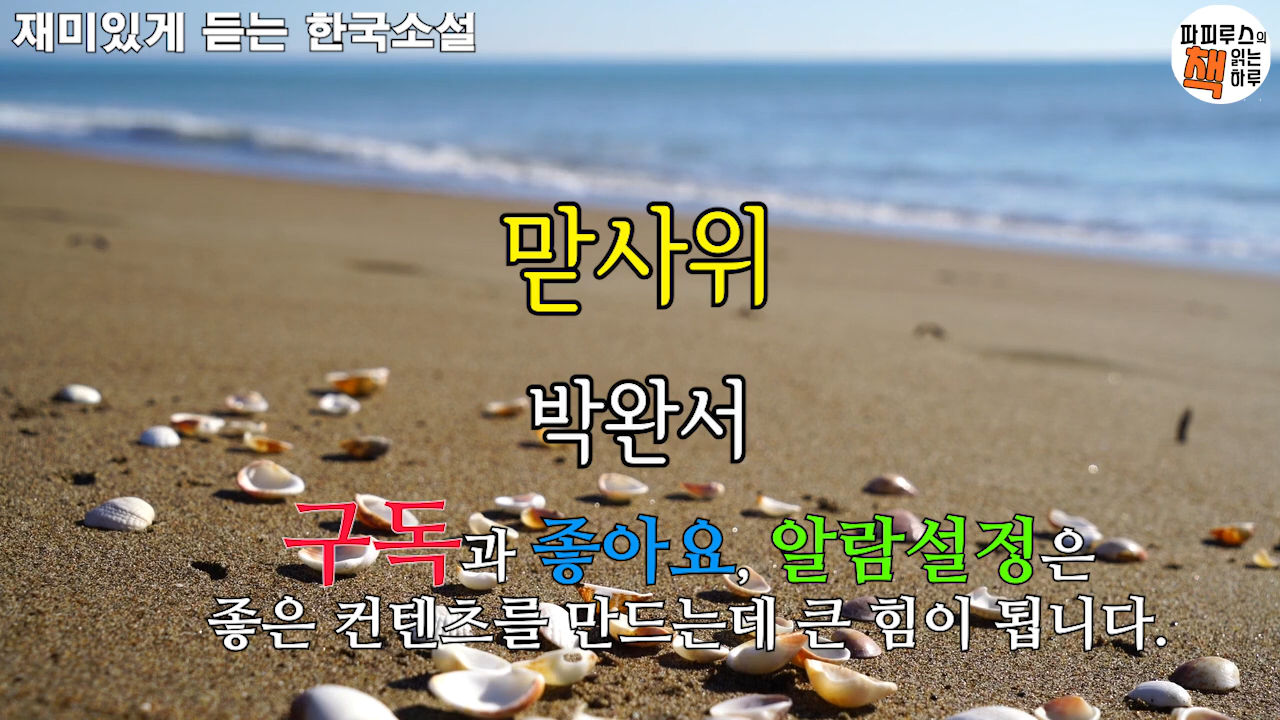 재미있게 듣는 한국소설
파피루스의
책 읽는
하루
맏사위
박완서
구독과 좋아요, 알람설정은
좋은 컨텐츠를 만드는데 큰 힘이 됩니다.